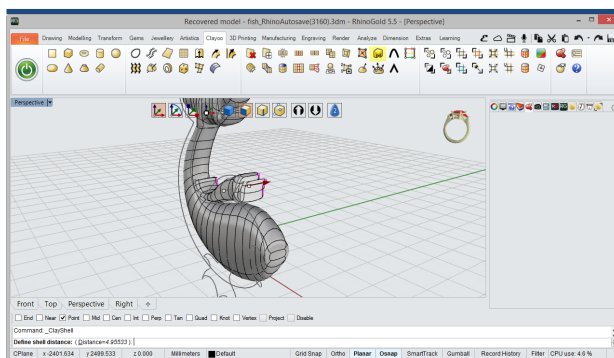 Recovered model - fish_RhinoAutosave(3160).3dm - RhinoGold 5.5 - [Perspective]
File Drawing Modelling Transform Gems Jewellery Artistics Clayoo 3D Printing Manufacturing Engraving Render Analyze Dimension Extras Learning
Perspective
Front Top Perspective Right
End Near Point Mid Cen Int Perp Tan Quad Knot Vertex Project Disable
Command: _ClayShell
Define shell distance: ( Distance=4.95533 ):
CPlane x -2401.634 y 2499.533 z 0.000 Millimeters Default Grid Snap Ortho Planar Osnap SmartTrack Gumball Record History Filter CPU use: 4.6 %